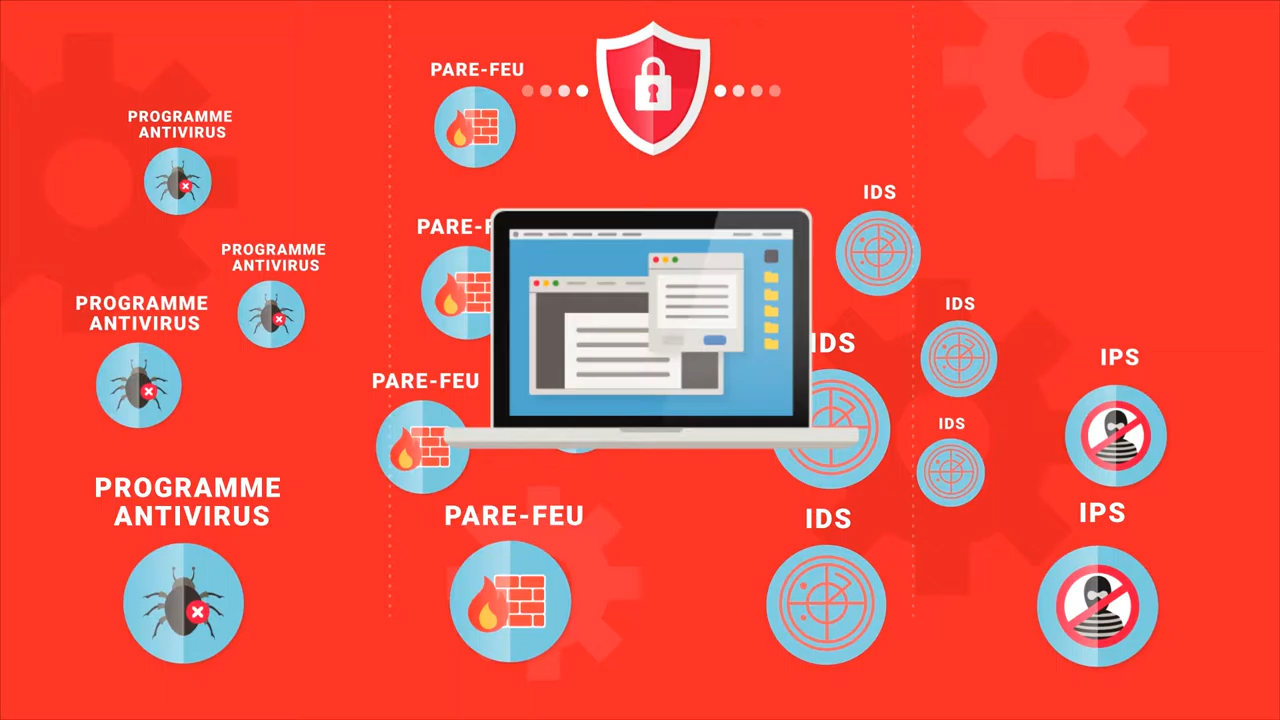 PARE-FEU
PROGRAMME
ANTIVIRUS
IDS
PARE-F
PROGRAMME
ANTIVIRUS
PROGRAMME
ANTIVIRUS
IDS
IDS
IPS
PARE-FEU
IDS
PROGRAMME
ANTIVIRUS
PARE-FEU
IDS
IPS